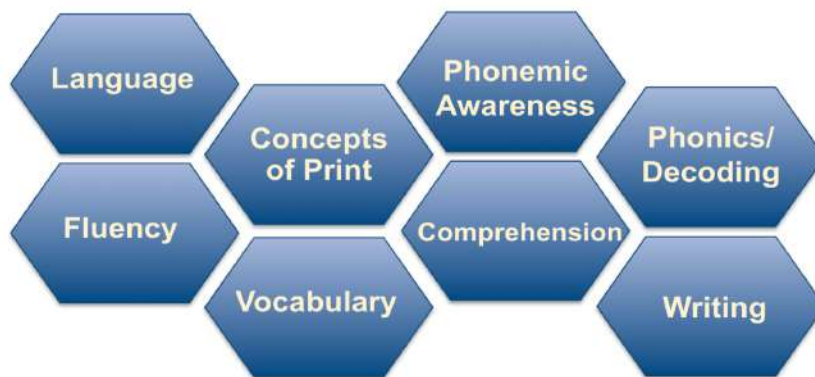 Language
Phonemic
Awareness
Concepts
of Print
Phonics/
Decoding
Fluency
Comprehension
Vocabulary
Writing